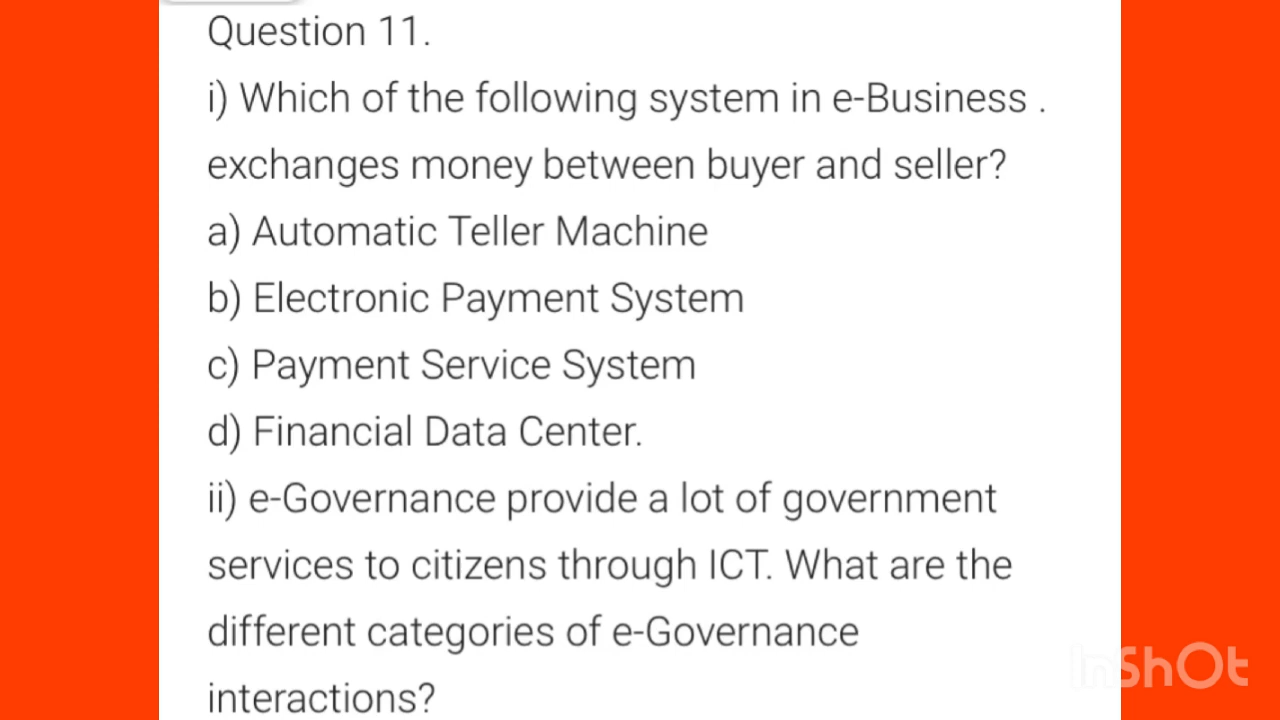 Question 11.
i) Which of the following system in e-Business .
exchanges money between buyer and seller?
a) Automatic Teller Machine
b) Electronic Payment System
c) Payment Service System
d) Financial Data Center.
ii) e-Governance provide a lot of government
services to citizens through ICT. What are the
different categories of e-Governance
interactions?
InShOt